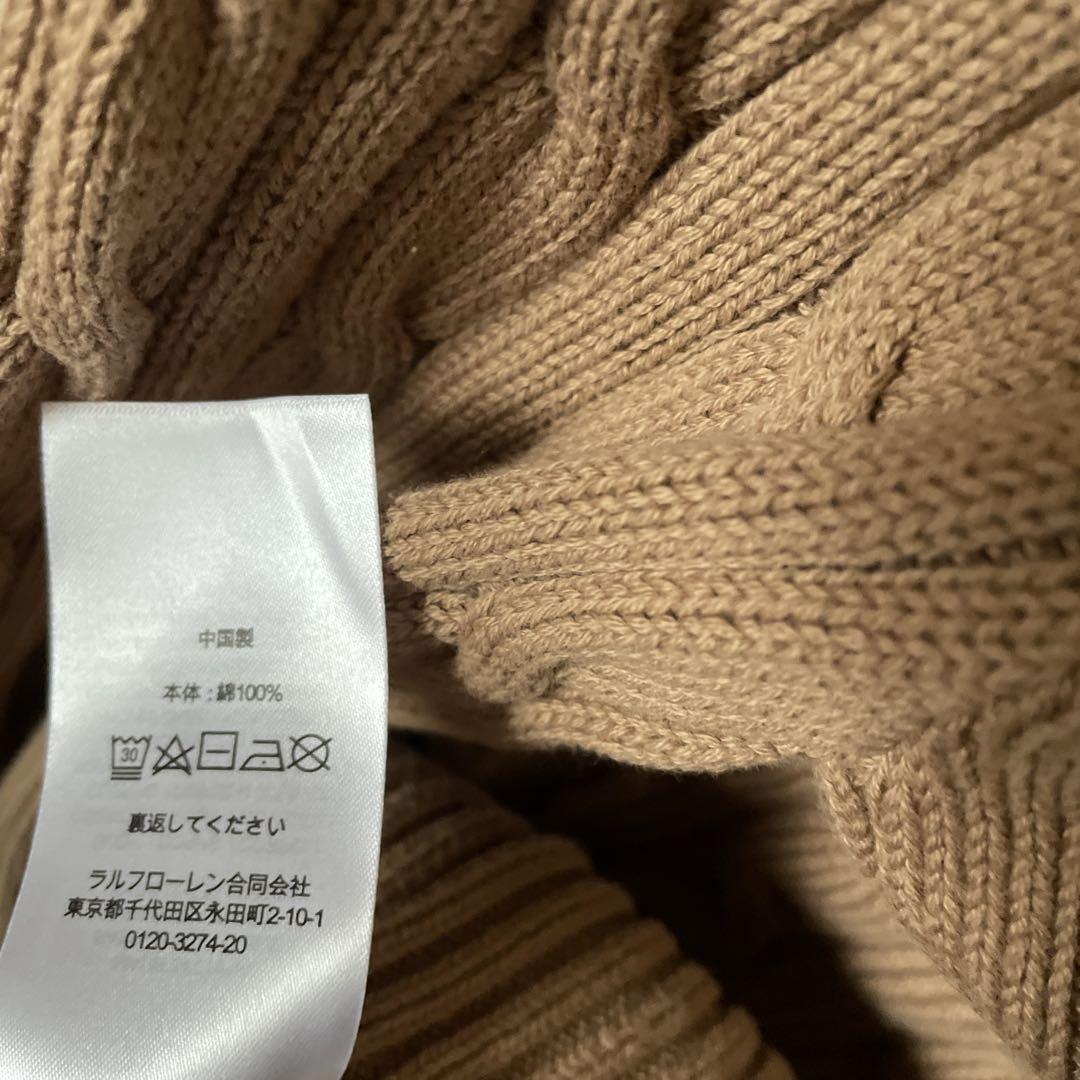 中国製
本体:綿100%
30
裏返してください
ラルフローレン合同会社
東京都千代田区永田町2-10-1
0120-3274-20